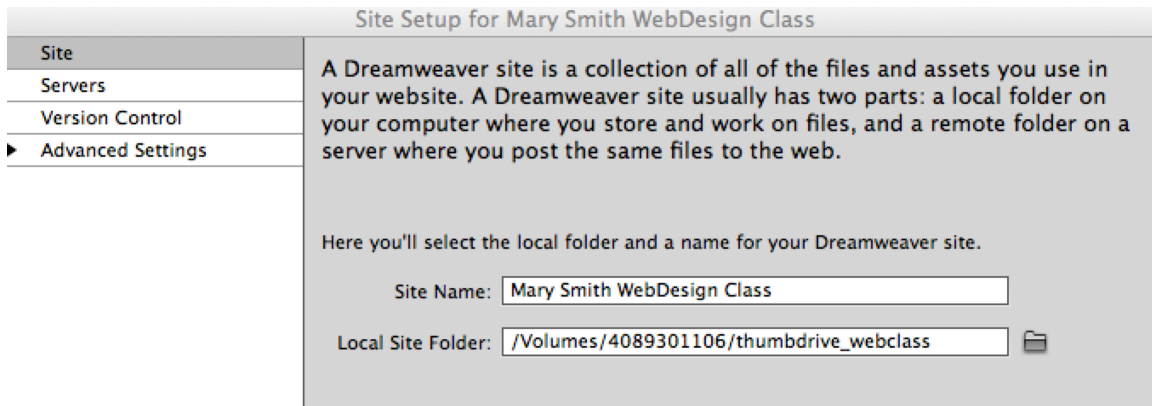 Site Setup for Mary Smith WebDesign Class
Site
Servers
Version Control
Advanced Settings
A Dreamweaver site is a collection of all of the files and assets you use in
your website. A Dreamweaver site usually has two parts: a local folder on
your computer where you store and work on files, and a remote folder on a
server where you post the same files to the web.
Here you'll select the local folder and a name for your Dreamweaver site.
Site Name: Mary Smith WebDesign Class
Local Site Folder: /Volumes/4089301106/thumbdrive_webclass